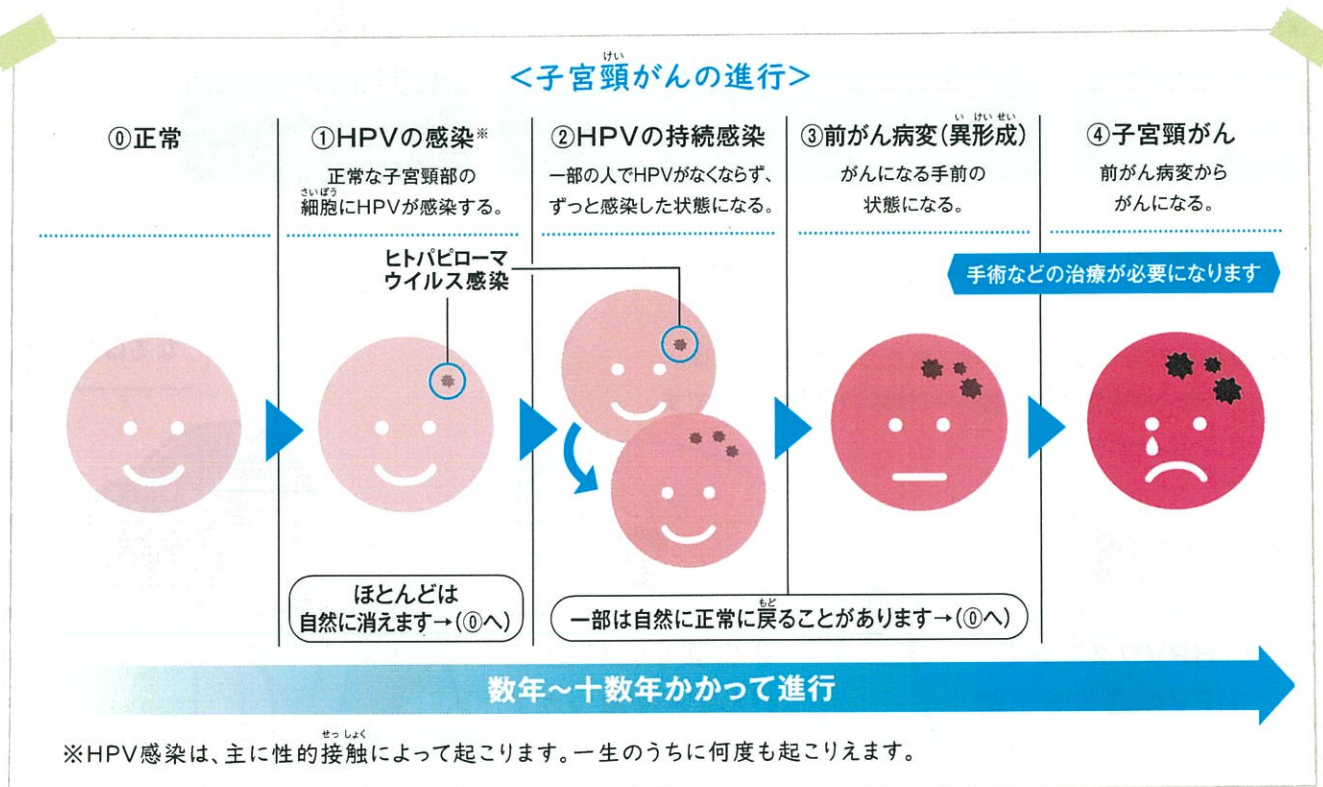 <子宮頸がんの進行>
けい
⓪正常
①HPVの感染※
正常な子宮頸部の
細胞にHPVが感染する。
さいぼう
②HPVの持続感染
一部の人でHPVがなくならず、
ずっと感染した状態になる。
③前がん病変(異形成)
い けい せい
がんになる手前の
状態になる。
④子宮頸がん
前がん病変から
がんになる。
ヒトパピローマ
ウイルス感染
手術などの治療が必要になります
ほとんどは
自然に消えます→(⓪へ)
一部は自然に正常に戻ることがあります→(⓪へ)
もど
数年～十数年かかって進行
※HPV感染は、主に性的接触によって起こります。一生のうちに何度も起こりえます。
せっしょく